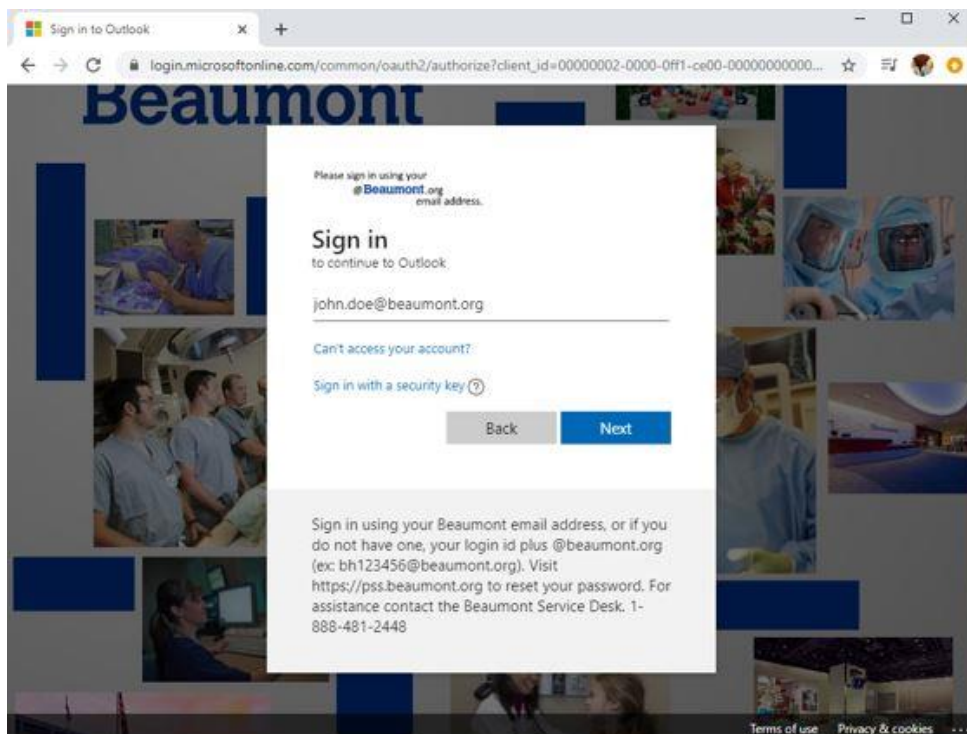 Sign in to Outlook
login.microsoftonline.com/common/oauth2/authorize?client_id=00000002-0000-0ff1-ce00-00000000000...
Beaumont
Please sign in using your
@Beaumont.org
email address.
Sign in
to continue to Outlook
john.doe@beaumont.org
Can't access your account?
Sign in with a security key
Back Next
Sign in using your Beaumont email address, or if you
do not have one, your login id plus @beaumont.org
(ex: bh123456@beaumont.org). Visit
https://pss.beaumont.org to reset your password. For
assistance contact the Beaumont Service Desk. 1-
888-481-2448
Terms of use Privacy & cookies ...